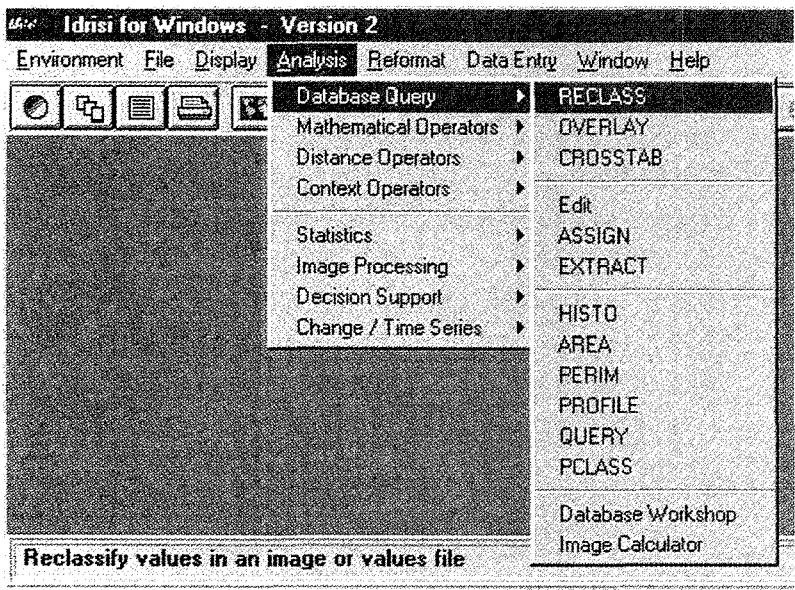 Idrisi for Windows - Version 2
Environment File Display Analysis Reformat Data Entry Window Help
Database Query
Mathematical Operators
Distance Operators
Context Operators
Statistics
Image Processing
Decision Support
Change / Time Series
RECLASS
OVERLAY
CROSSTAB
Edit
ASSIGN
EXTRACT
HISTO
AREA
PERIM
PROFILE
QUERY
PCLASS
Database Workshop
Image Calculator
Reclassify values in an image or values file